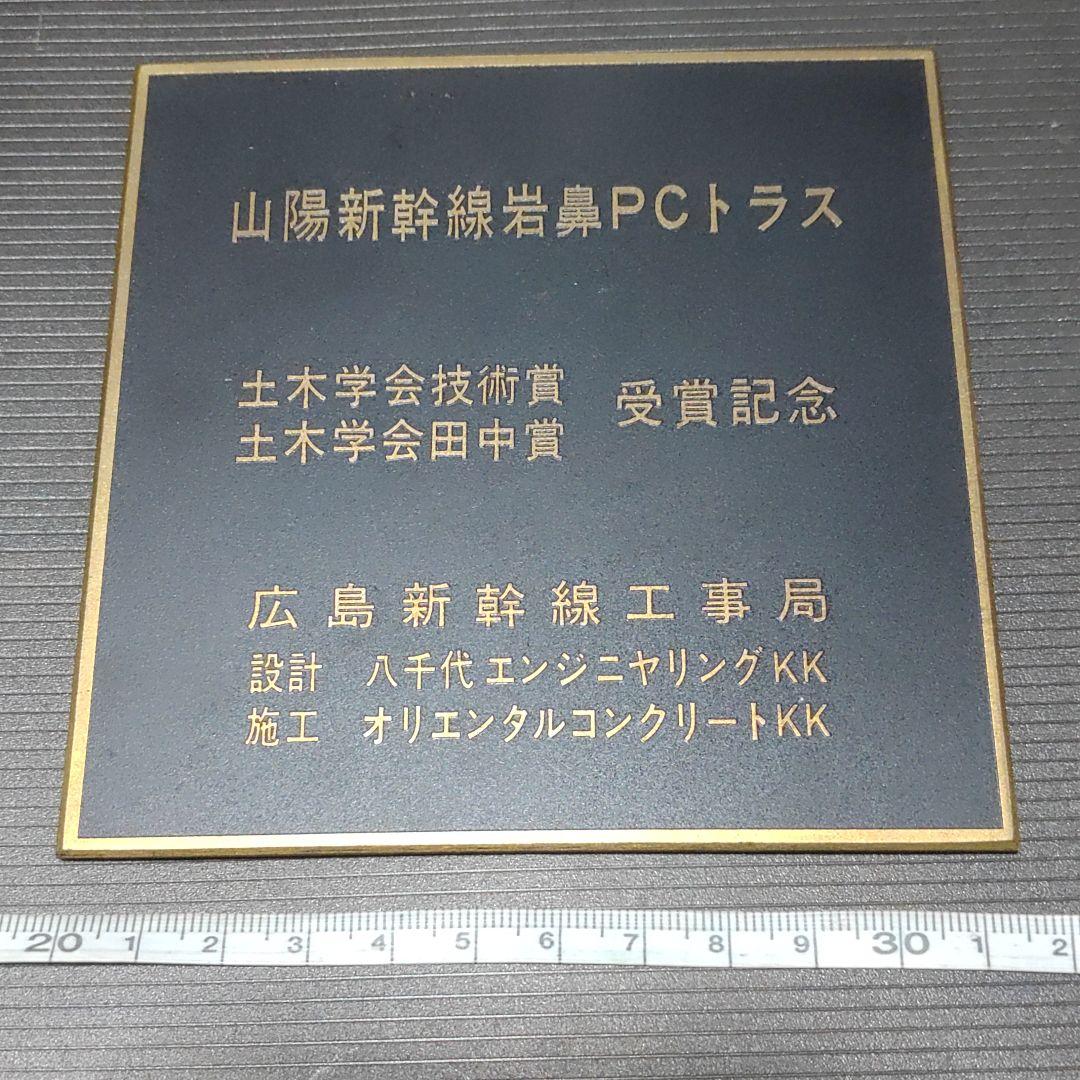 山陽新幹線岩鼻PCトラス
土木学会技術賞
土木学会田中賞
受賞記念
広島新幹線工事局
設計 八千代エンジニヤリングKK
施工 オリエンタルコンクリートKK
20 1 2 3 4 5 6 7 8 9 30 1 2